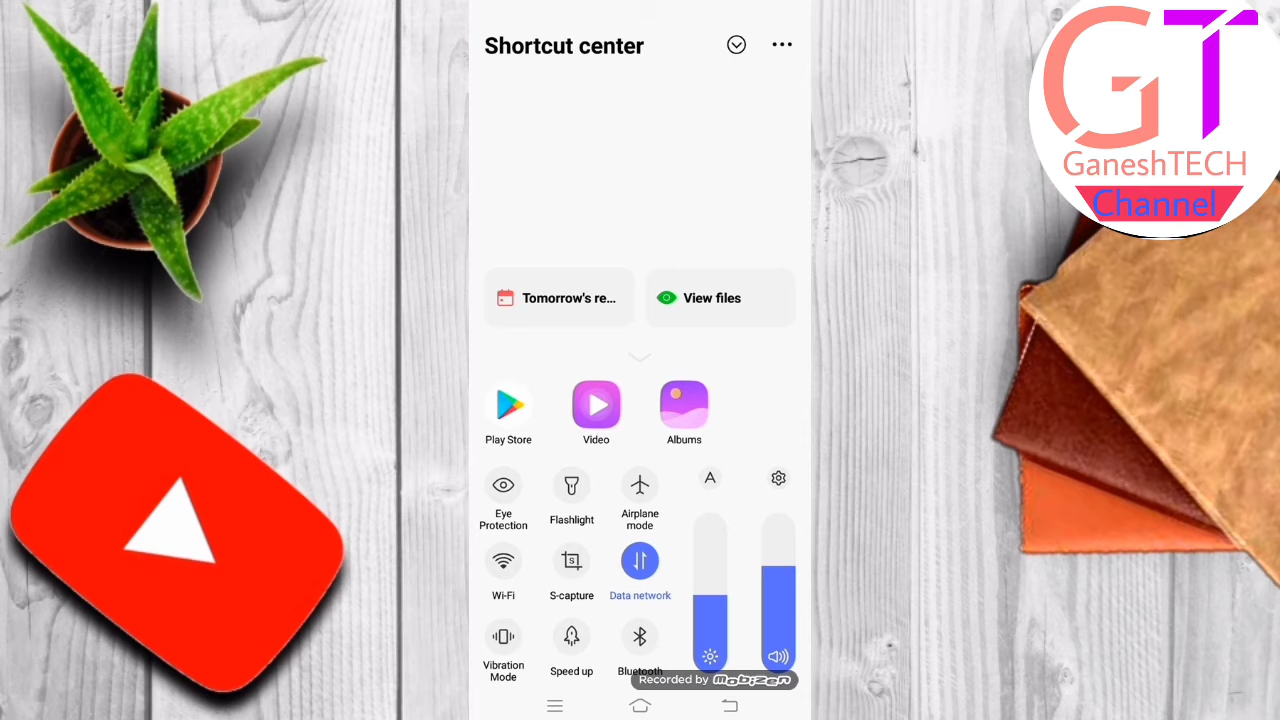 Shortcut center
Tomorrow's re...
View files
Play Store
Video
Albums
A
Eye
Protection
Flashlight
Airplane
mode
Wi-Fi
S-capture
S
Data network
Vibration
Mode
Speed up
Bluetooth
Recorded by mobizen
GT
GaneshTECH
Channel